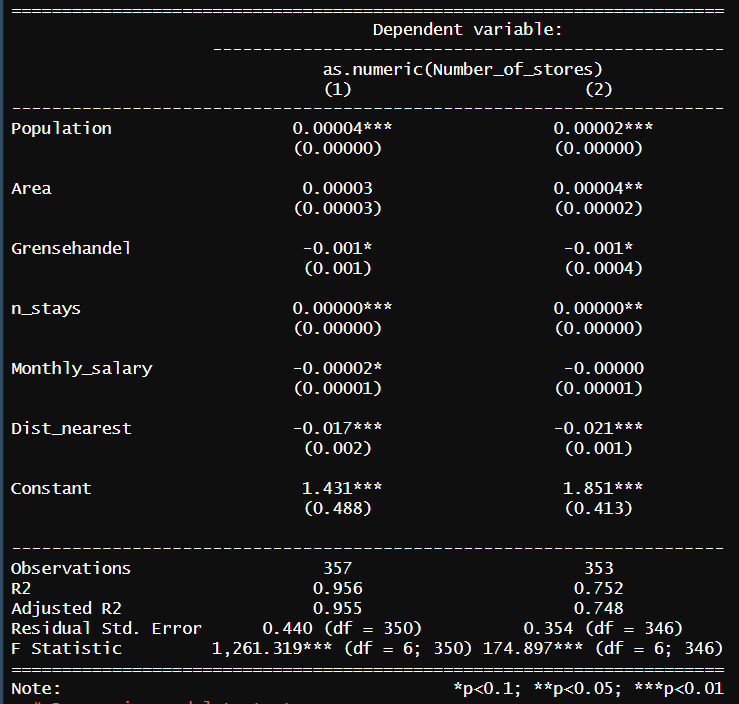 ========================================================================
Dependent variable:
---------------------------------------------------
as.numeric(Number_of_stores)
(1) (2)
------------------------------------------------------------------------
Population 0.00004*** 0.00002***
(0.00000) (0.00000)
Area 0.00003 0.00004**
(0.00003) (0.00002)
Grensehandel -0.001* -0.001*
(0.001) (0.0004)
n_stays 0.00000*** 0.00000**
(0.00000) (0.00000)
Monthly_salary -0.00002* -0.00000
(0.00001) (0.00001)
Dist_nearest -0.017*** -0.021***
(0.002) (0.001)
Constant 1.431*** 1.851***
(0.488) (0.413)
------------------------------------------------------------------------
Observations 357 353
R2 0.956 0.752
Adjusted R2 0.955 0.748
Residual Std. Error 0.440 (df = 350) 0.354 (df = 346)
F Statistic 1,261.319*** (df = 6; 350) 174.897*** (df = 6; 346)
========================================================================
Note: *p<0.1; **p<0.05; ***p<0.01